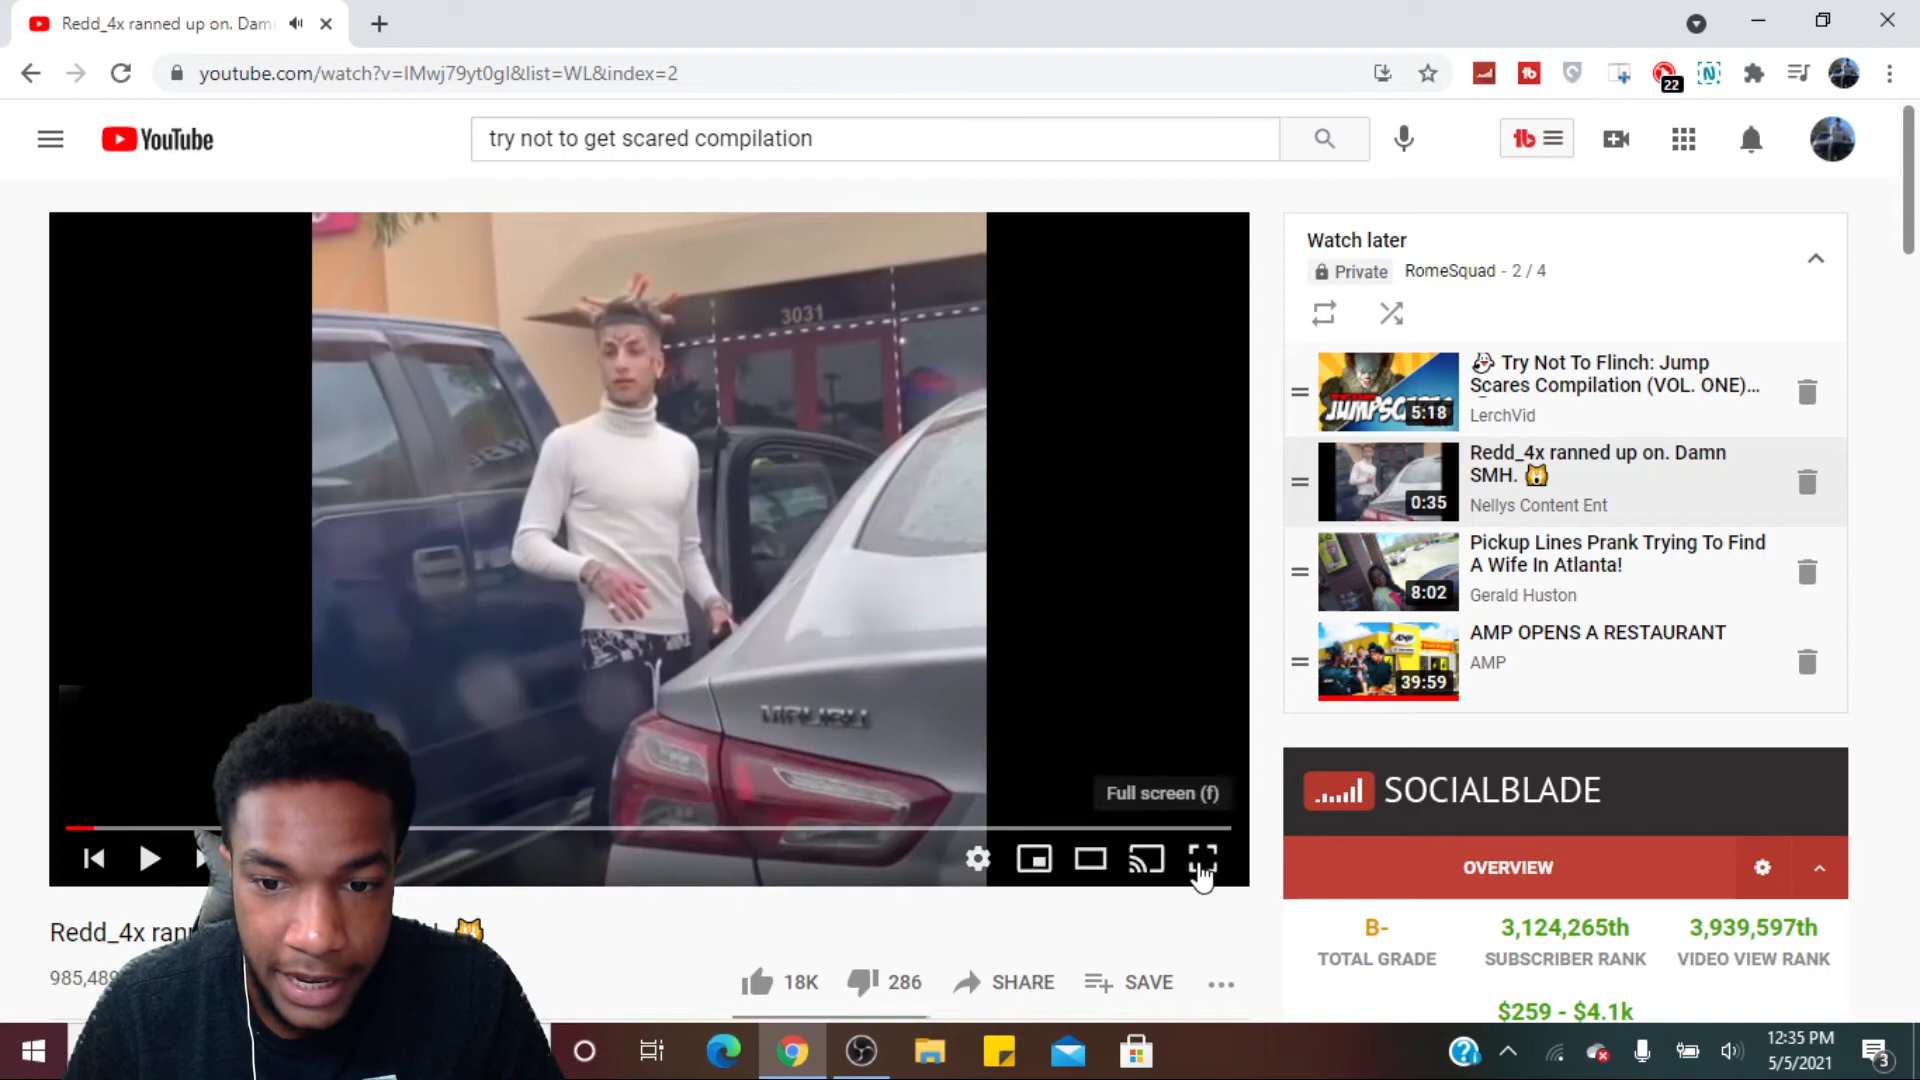 Redd_4x ranned up on. Dam
youtube.com/watch?v=IMwj79yt0gI&list=WL&index=2
22
YouTube
try not to get scared compilation
3031
MALIBU
Full screen (f)
Redd_4x ran
985,489
18K
286
SHARE
SAVE
Watch later
Private
RomeSquad - 2 / 4
Try Not To Flinch: Jump
Scares Compilation (VOL. ONE)...
LerchVid
5:18
Redd_4x ranned up on. Damn
SMH.
Nellys Content Ent
0:35
Pickup Lines Prank Trying To Find
A Wife In Atlanta!
Gerald Huston
8:02
AMP OPENS A RESTAURANT
AMP
39:59
SOCIALBLADE
OVERVIEW
B-
TOTAL GRADE
3,124,265th
SUBSCRIBER RANK
3,939,597th
VIDEO VIEW RANK
$259 - $4.1k
12:35 PM
5/5/2021
3